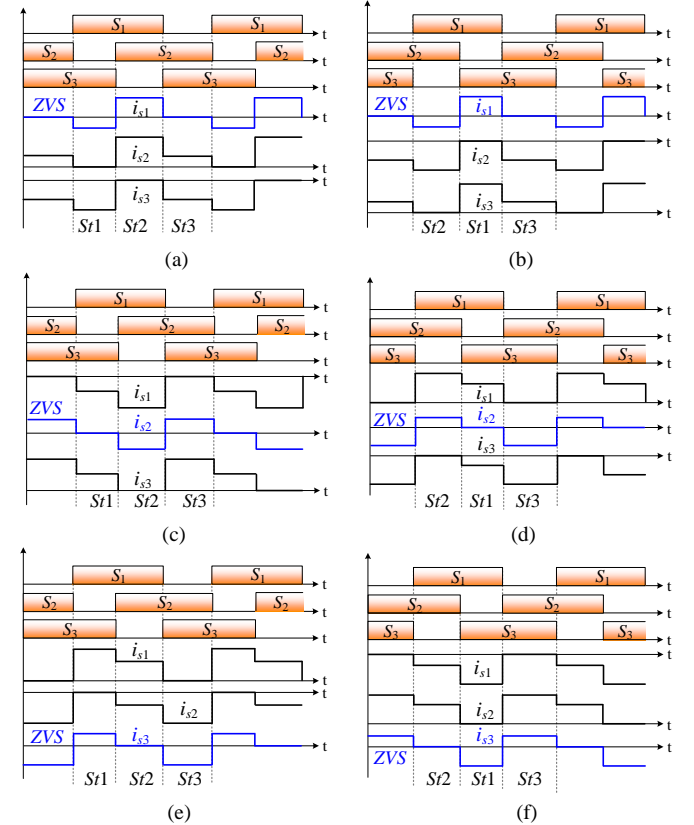 S1 S1 t
S2 S2 S2 t
S3 S3 t
ZVS is1 t
is2 t
t
is3
St1 St2 St3
(a)
S1 S1 t
S2 S2 t
S3 S3 S3 t
ZVS is1 t
t
is2
is3 t
St2 St1 St3
(b)
S1 S1 t
S2 S2 S2 t
S3 S3 t
t
is1
ZVS is2 t
is3 t
St1 St2 St3
(c)
S1 S1 t
S2 S2 t
S3 S3 S3 t
is1 t
ZVS is2 t
is3 t
St2 St1 St3
(d)
S1 S1 t
S2 S2 S2 t
S3 S3 t
is1 t
t
is2
ZVS is3 t
St1 St2 St3
(e)
S1 S1 t
S2 S2 t
S3 S3 S3 t
t
is1
is2 t
is3 t
ZVS
St2 St1 St3
(f)